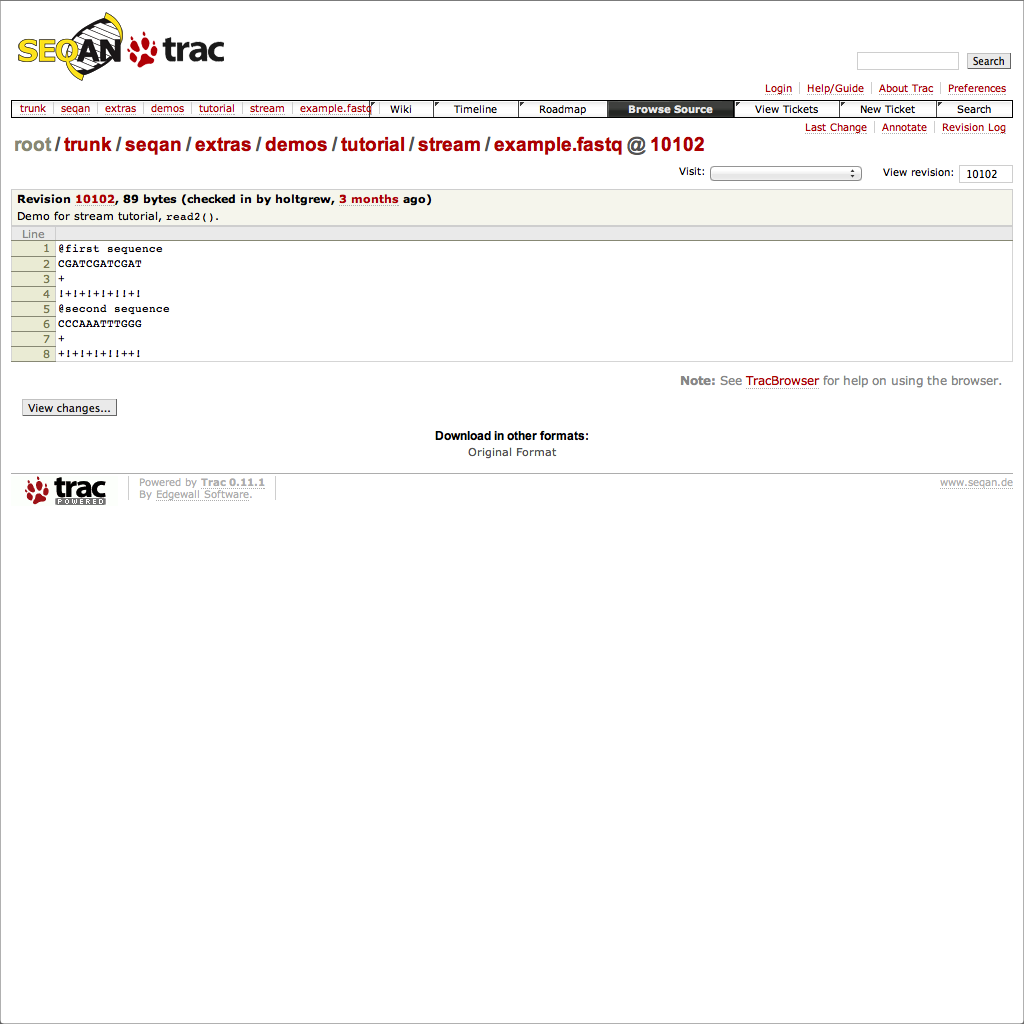 SEQAN trac
Search
Login Help/Guide About Trac Preferences
trunk seqan extras demos tutorial stream example.fastq Wiki Timeline Roadmap Browse Source View Tickets New Ticket Search
Last Change Annotate Revision Log
root / trunk / seqan / extras / demos / tutorial / stream / example.fastq @ 10102
Visit: View revision: 10102
Revision 10102, 89 bytes (checked in by holtgrew, 3 months ago)
Demo for stream tutorial, read2().
Line
1 @first sequence
2 CGATCGATCGAT
3 +
4 !+!+!+!+!!+!
5 @second sequence
6 CCCAAATTTGGG
7 +
8 +!+!+!+!!++!
Note: See TracBrowser for help on using the browser.
View changes...
Download in other formats:
Original Format
trac POWERED
Powered by Trac 0.11.1
By Edgewall Software.
www.seqan.de